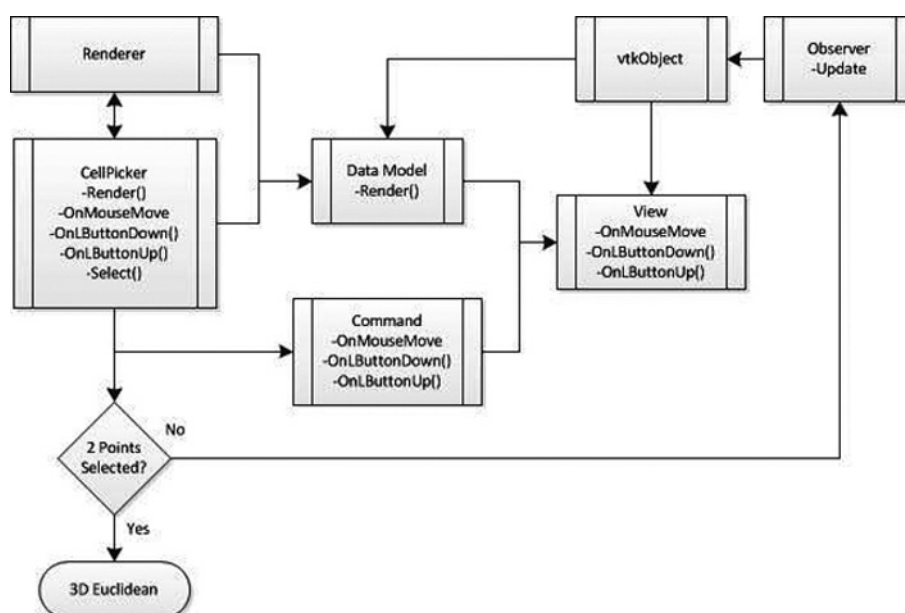 Renderer
vtkObject
Observer
-Update
CellPicker
-Render()
-OnMouseMove
-OnLButtonDown()
-OnLButtonUp()
-Select()
Data Model
-Render()
View
-OnMouseMove
-OnLButtonDown()
-OnLButtonUp()
Command
-OnMouseMove
-OnLButtonDown()
-OnLButtonUp()
2 Points
Selected?
No
Yes
3D Euclidean